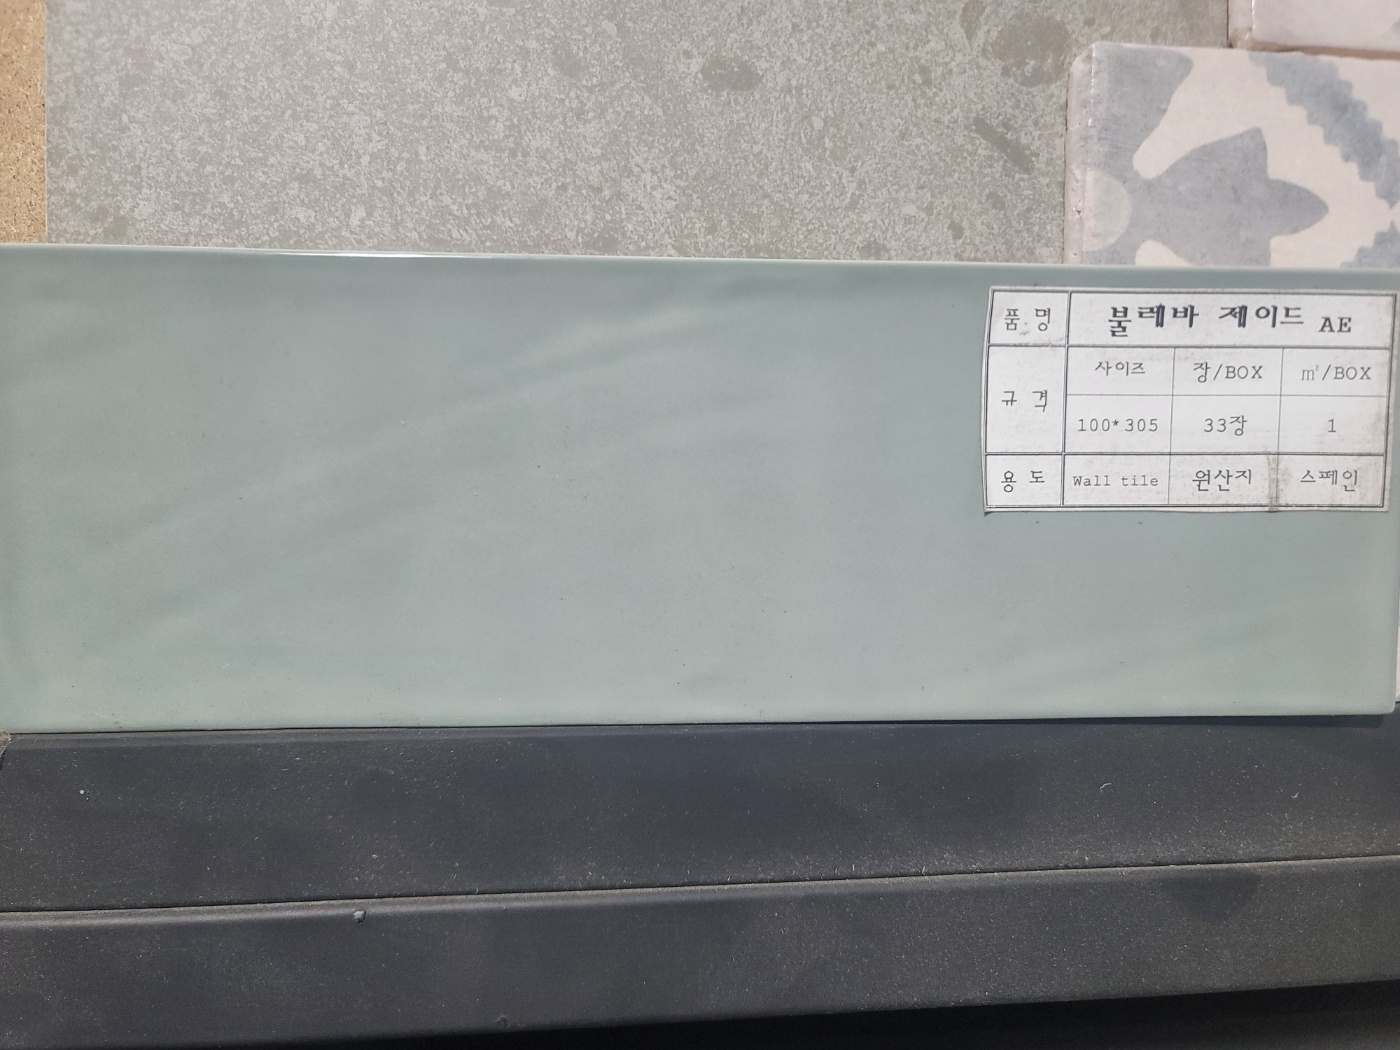 품 명 불레바 제이드 AE
규 격 사이즈 장/BOX ㎡/BOX
100*305 33장 1
용 도 Wall tile 원산지 스페인